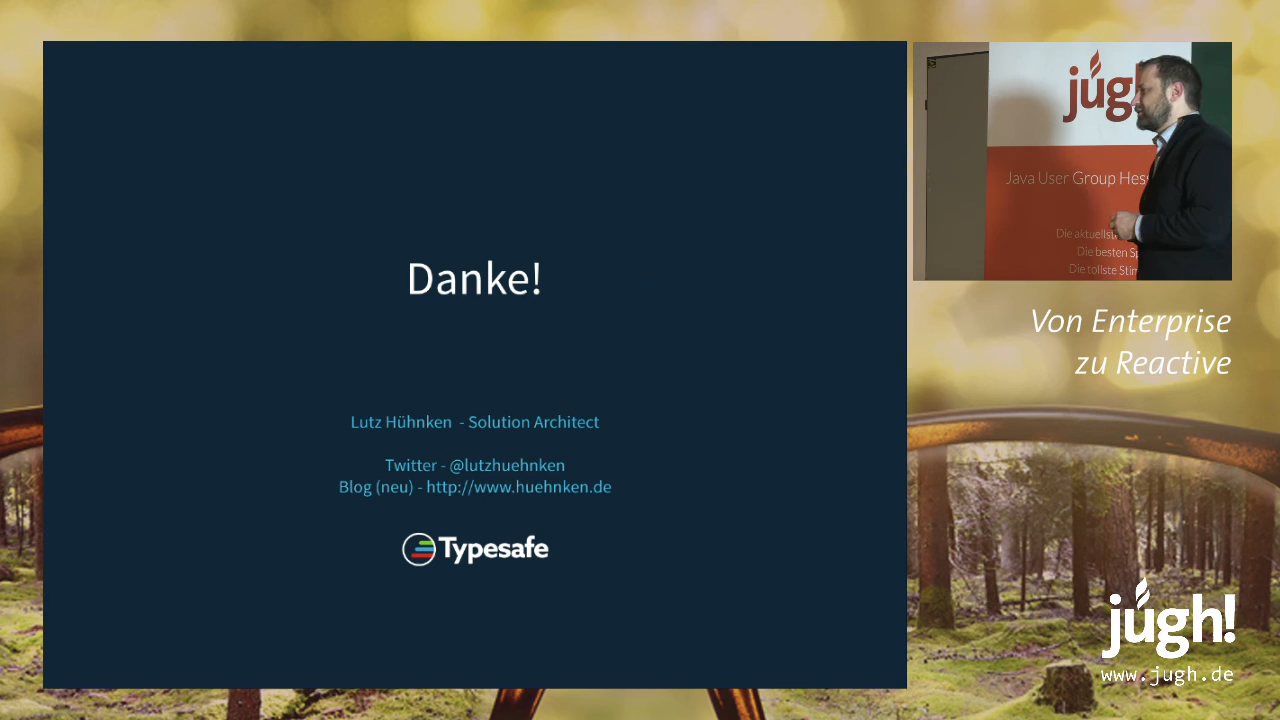 Danke!
Lutz Hühnken - Solution Architect
Twitter - @lutzhuehnken
Blog (neu) - http://www.huehnken.de
Typesafe
jugh!
Java User Group Hess
Die aktuellst
Die besten Sp
Die tollste Stim
Von Enterprise
zu Reactive
jugh!
www.jugh.de